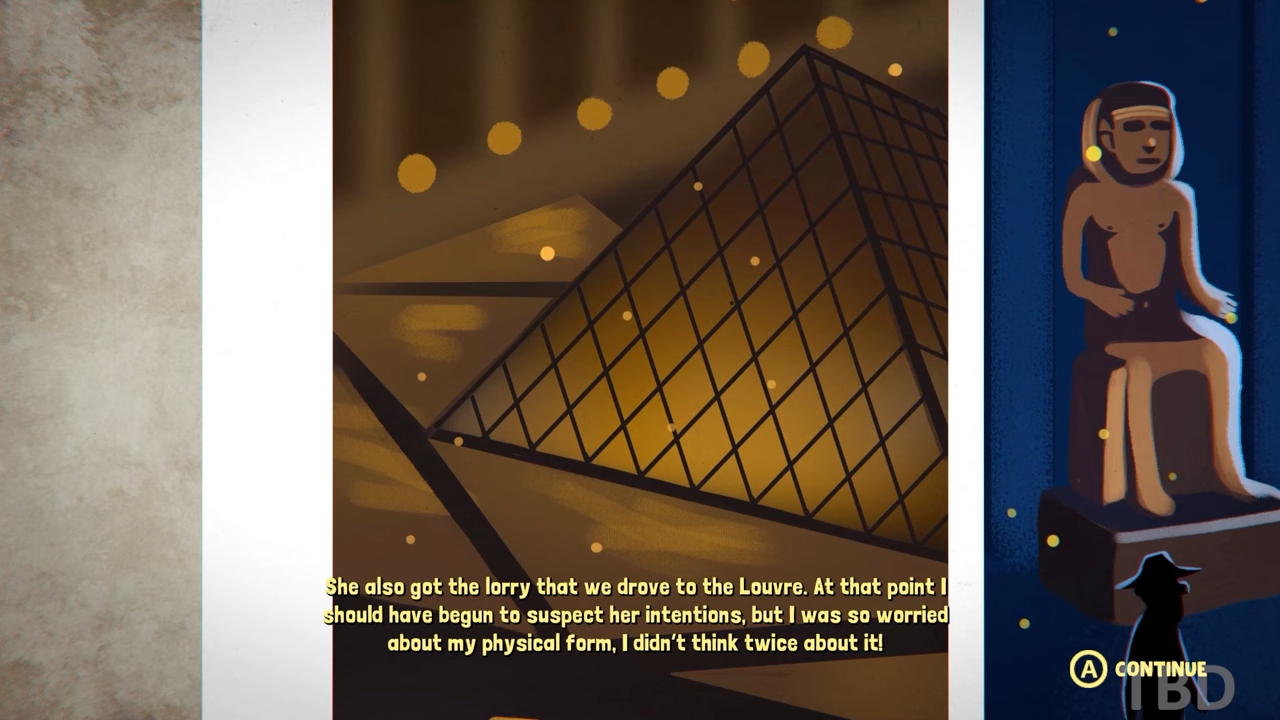 She also got the lorry that we drove to the Louvre. At that point I
should have begun to suspect her intentions, but I was so worried
about my physical form, I didn't think twice about it!
A CONTINUE
TBD